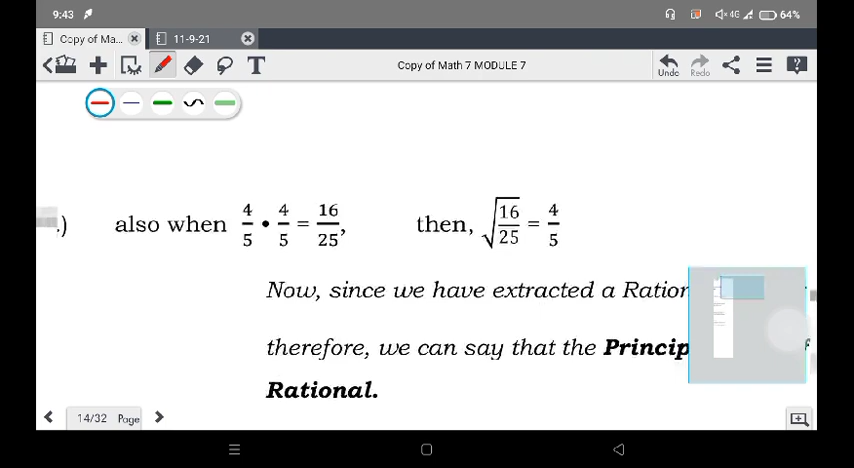 9:43 4G 64%
Copy of Ma... 11-9-21
T Copy of Math 7 MODULE 7 Undo Redo
.) also when 4/5 • 4/5 = 16/25, then, √16/25 = 4/5
Now, since we have extracted a
therefore, we can say that the
Rational.
14/32 Page